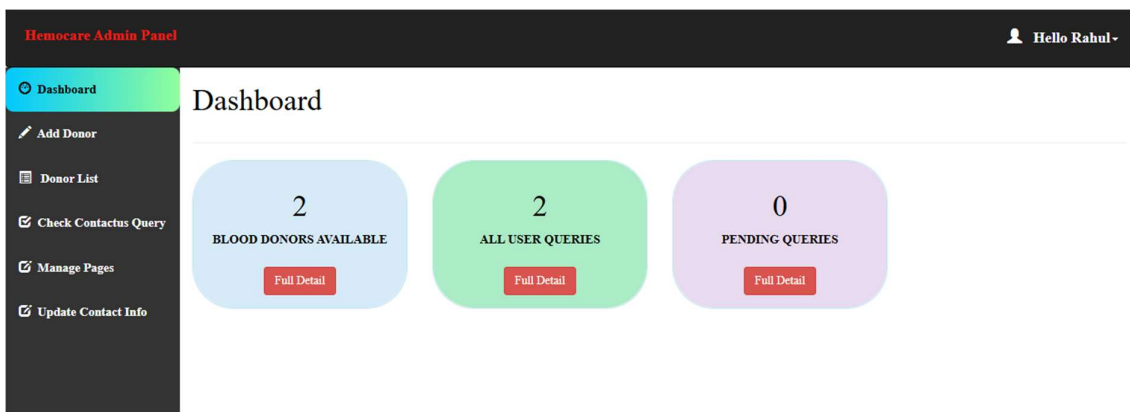 Hemocare Admin Panel
Hello Rahul
Dashboard
Add Donor
Donor List
Check Contactus Query
Manage Pages
Update Contact Info
Dashboard
2
BLOOD DONORS AVAILABLE
Full Detail
2
ALL USER QUERIES
Full Detail
0
PENDING QUERIES
Full Detail